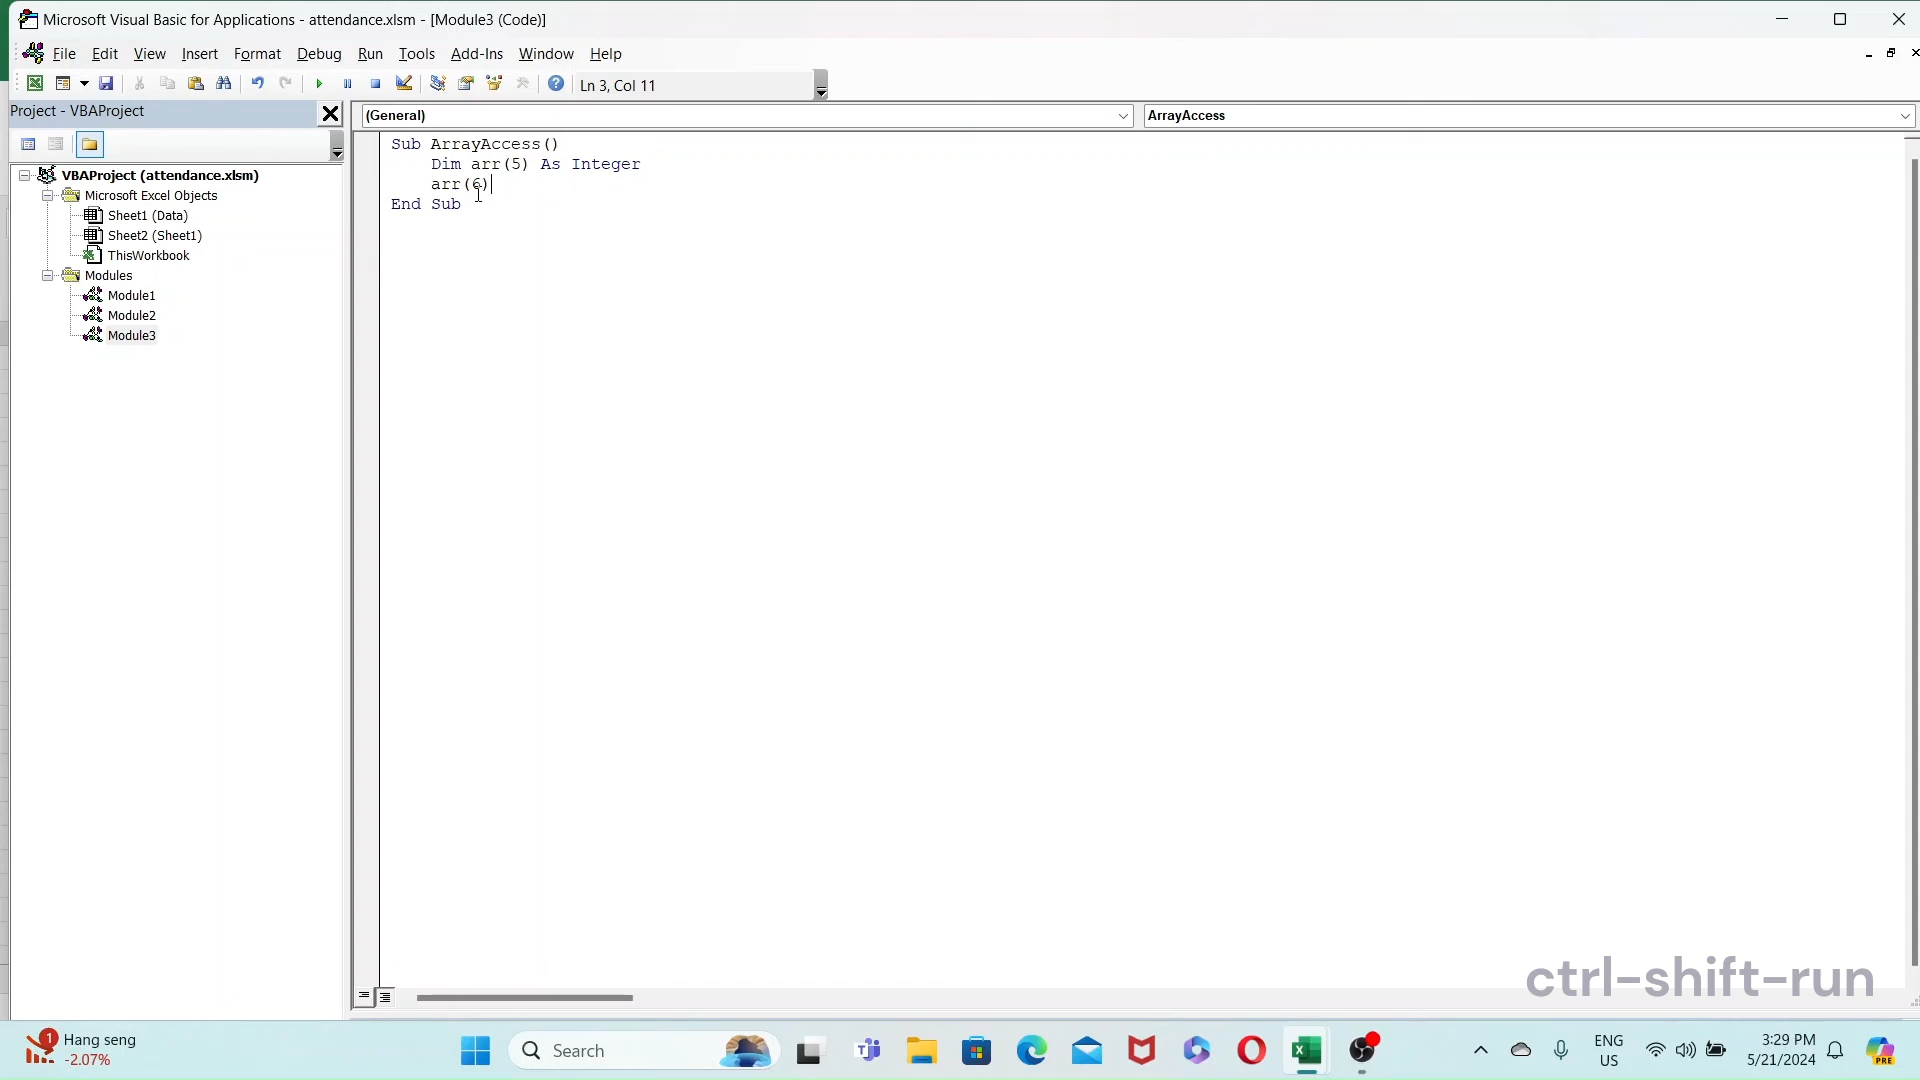 Microsoft Visual Basic for Applications - attendance.xlsm - [Module3 (Code)]
File Edit View Insert Format Debug Run Tools Add-Ins Window Help
Ln 3, Col 11
Project - VBAProject
(General)
ArrayAccess
VBAProject (attendance.xlsm)
Microsoft Excel Objects
Sheet1 (Data)
Sheet2 (Sheet1)
ThisWorkbook
Modules
Module1
Module2
Module3
Sub ArrayAccess()
Dim arr(5) As Integer
arr(6)
End Sub
ctrl-shift-run
1
Hang seng
-2.07%
Search
ENG
US
3:29 PM
5/21/2024
PRE